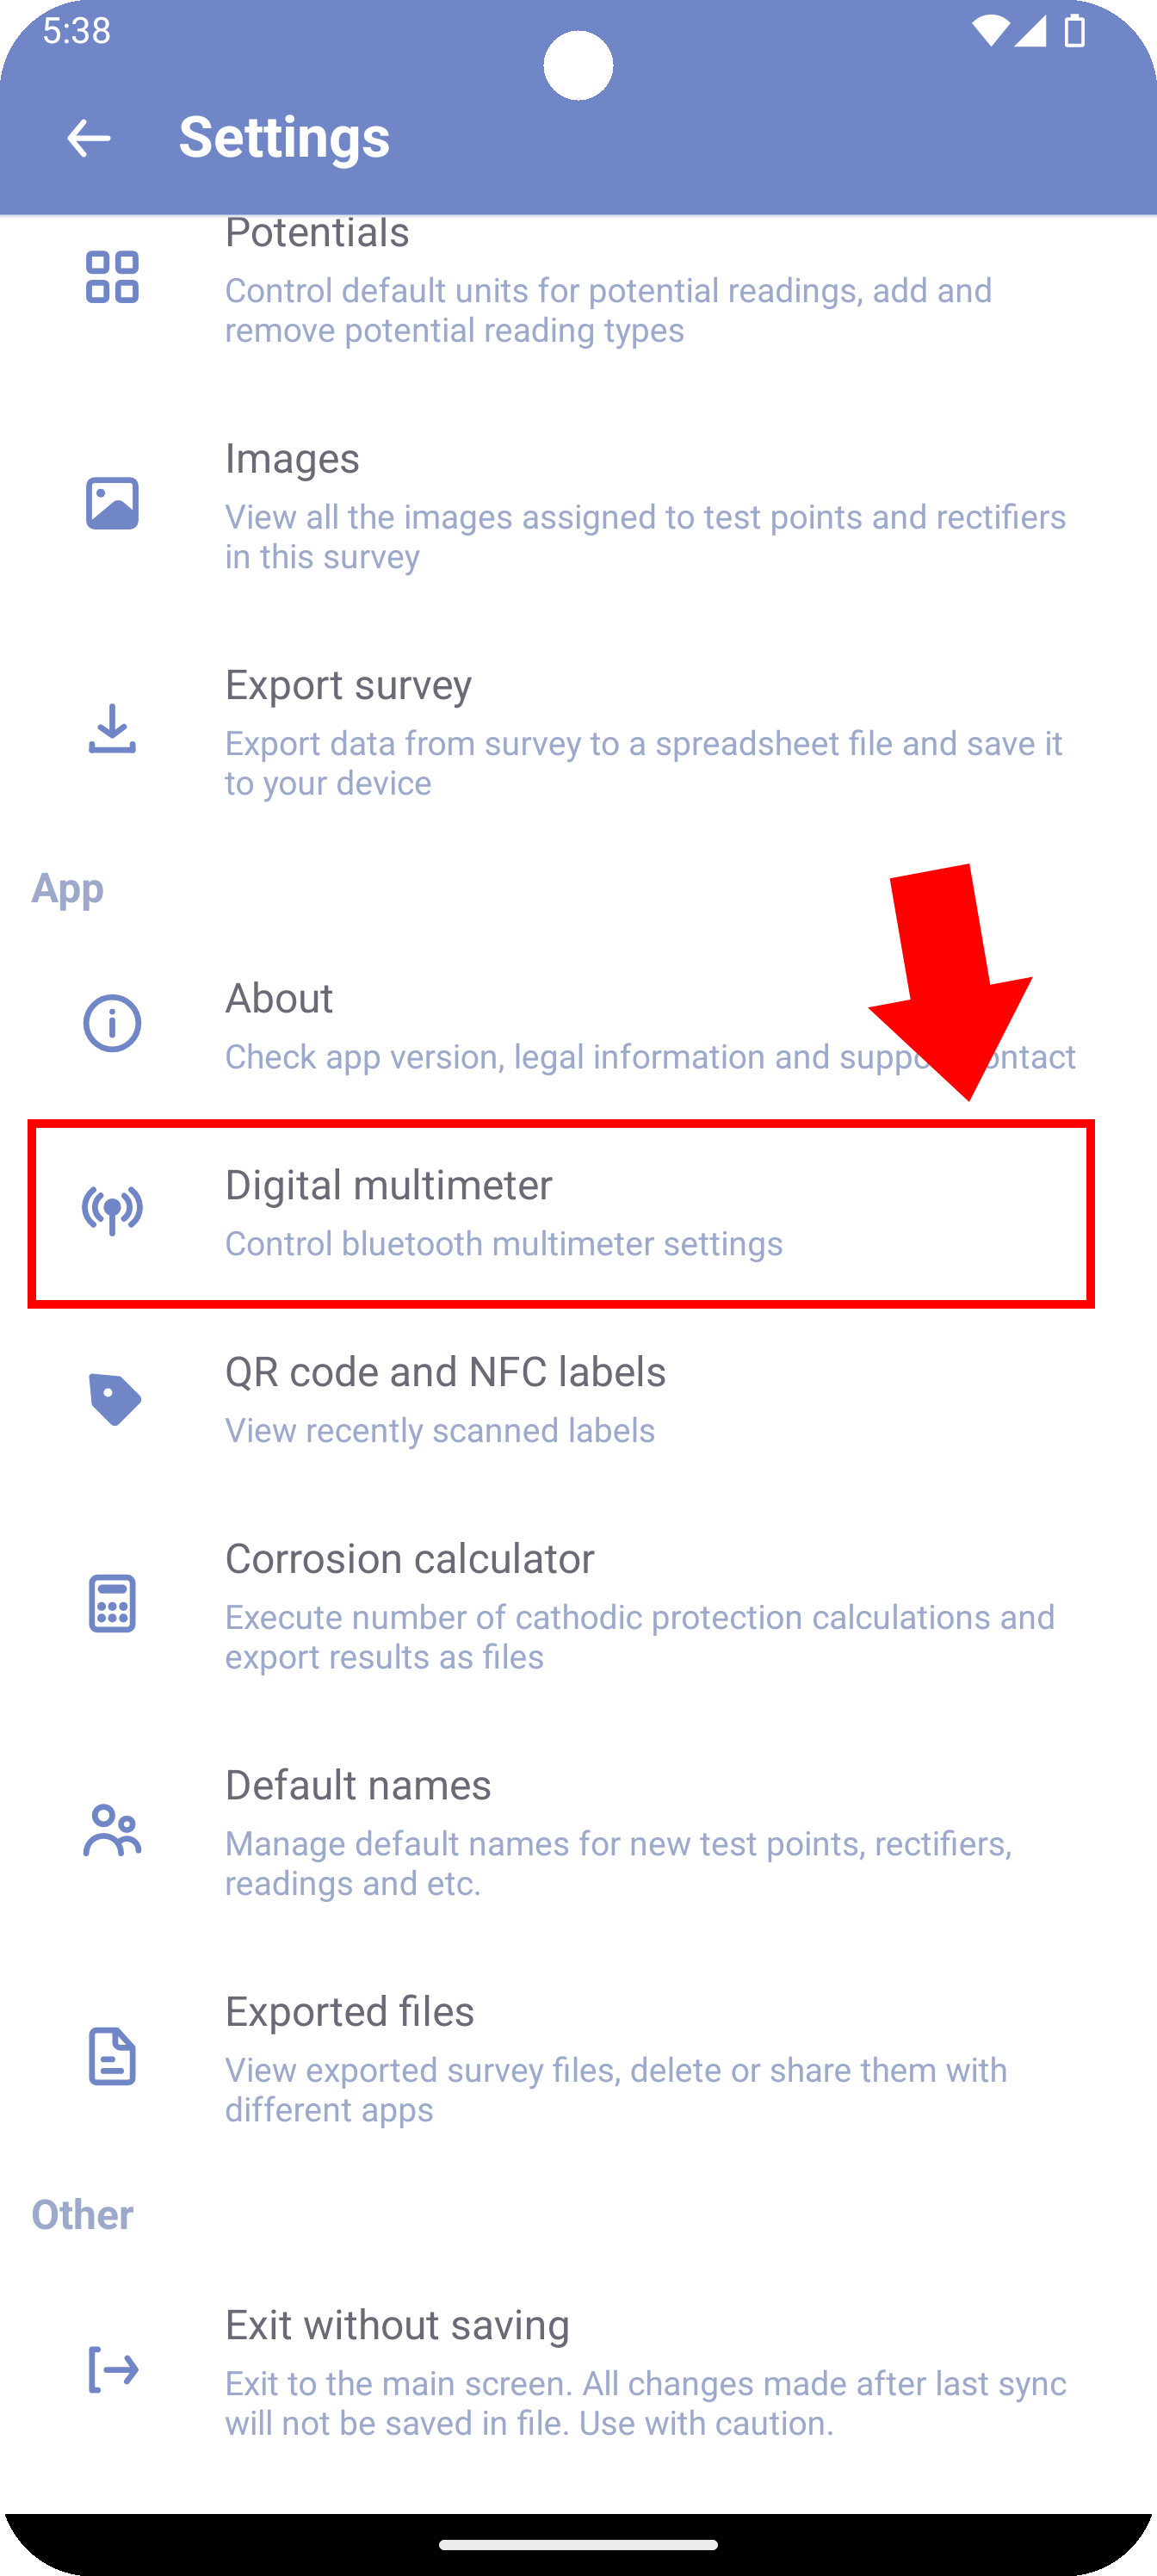 5:38
Settings
Potentials
Control default units for potential readings, add and
remove potential reading types
Images
View all the images assigned to test points and rectifiers
in this survey
Export survey
Export data from survey to a spreadsheet file and save it
to your device
App
About
Check app version, legal information and support contact
Digital multimeter
Control bluetooth multimeter settings
QR code and NFC labels
View recently scanned labels
Corrosion calculator
Execute number of cathodic protection calculations and
export results as files
Default names
Manage default names for new test points, rectifiers,
readings and etc.
Exported files
View exported survey files, delete or share them with
different apps
Other
Exit without saving
Exit to the main screen. All changes made after last sync
will not be saved in file. Use with caution.